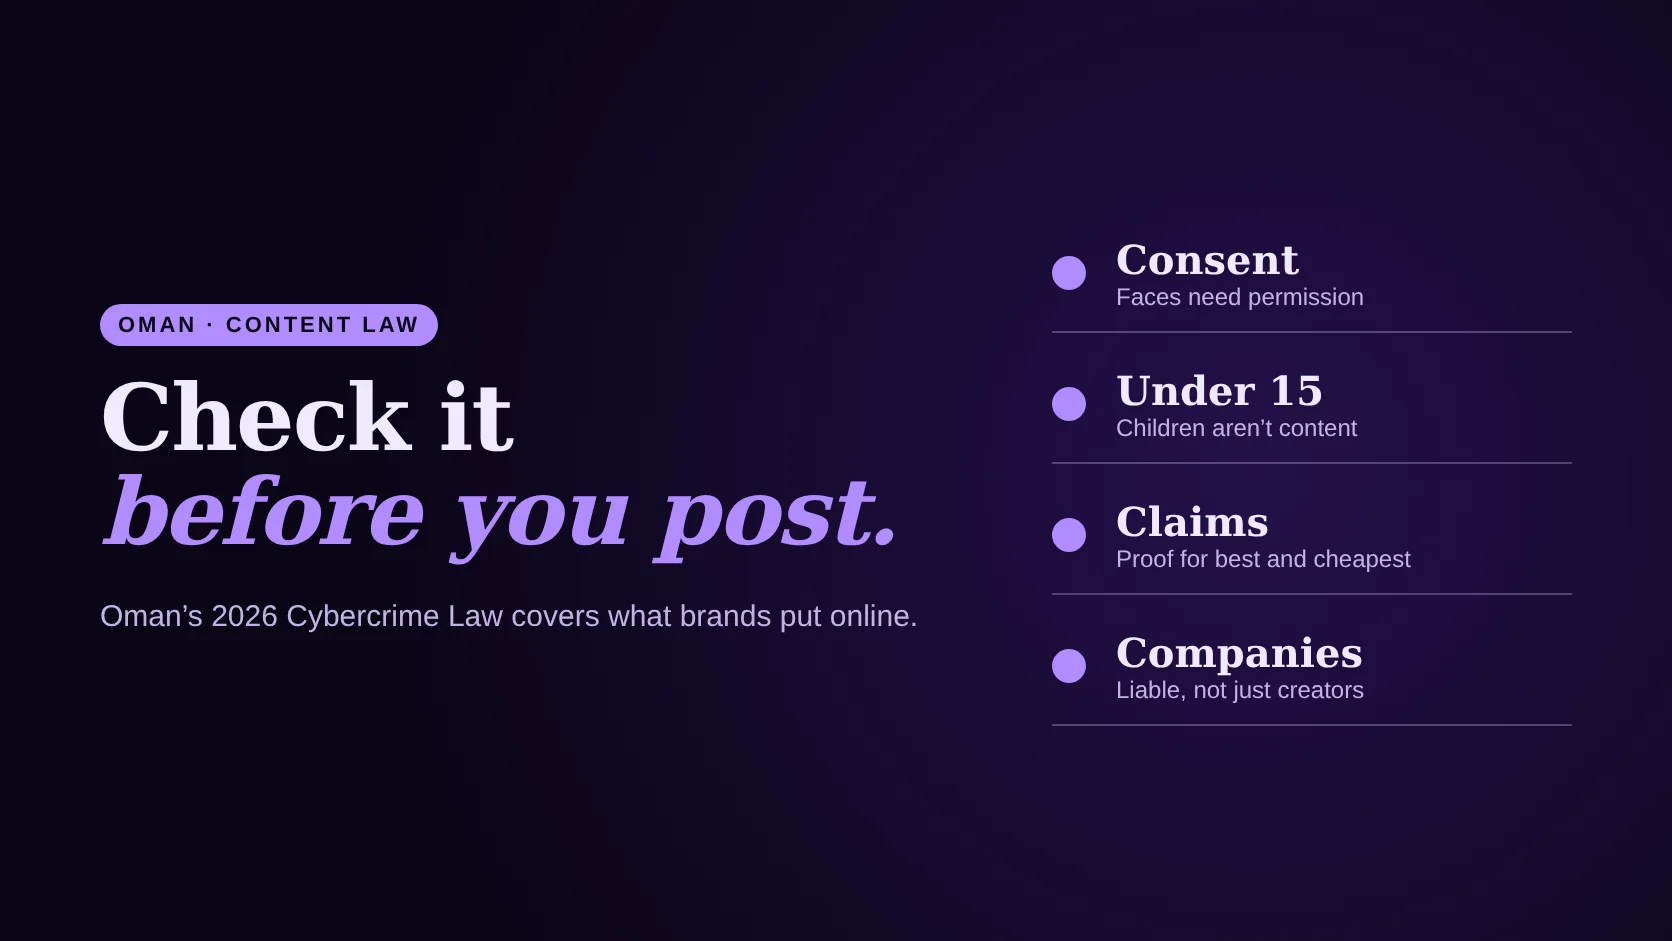 OMAN · CONTENT LAW
Check it
before you post.
Oman’s 2026 Cybercrime Law covers what brands put online.
Consent
Faces need permission
Under 15
Children aren’t content
Claims
Proof for best and cheapest
Companies
Liable, not just creators